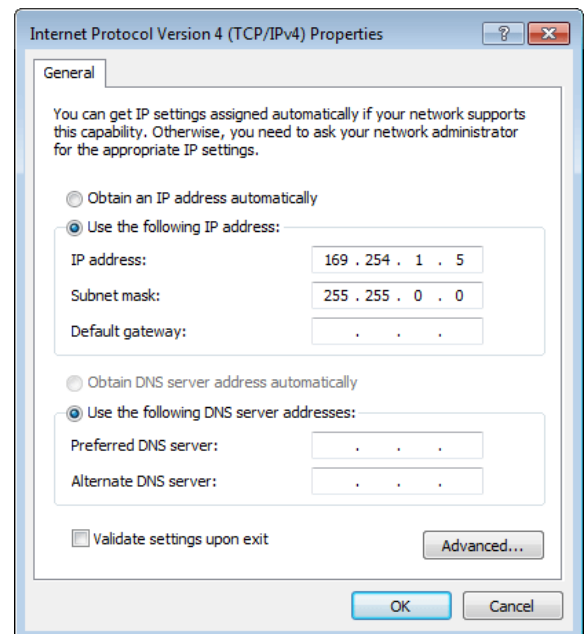 Internet Protocol Version 4 (TCP/IPv4) Properties
General
You can get IP settings assigned automatically if your network supports
this capability. Otherwise, you need to ask your network administrator
for the appropriate IP settings.
Obtain an IP address automatically
Use the following IP address:
IP address: 169 . 254 . 1 . 5
Subnet mask: 255 . 255 . 0 . 0
Default gateway: . . .
Obtain DNS server address automatically
Use the following DNS server addresses:
Preferred DNS server: . . .
Alternate DNS server: . . .
Validate settings upon exit
Advanced...
OK Cancel